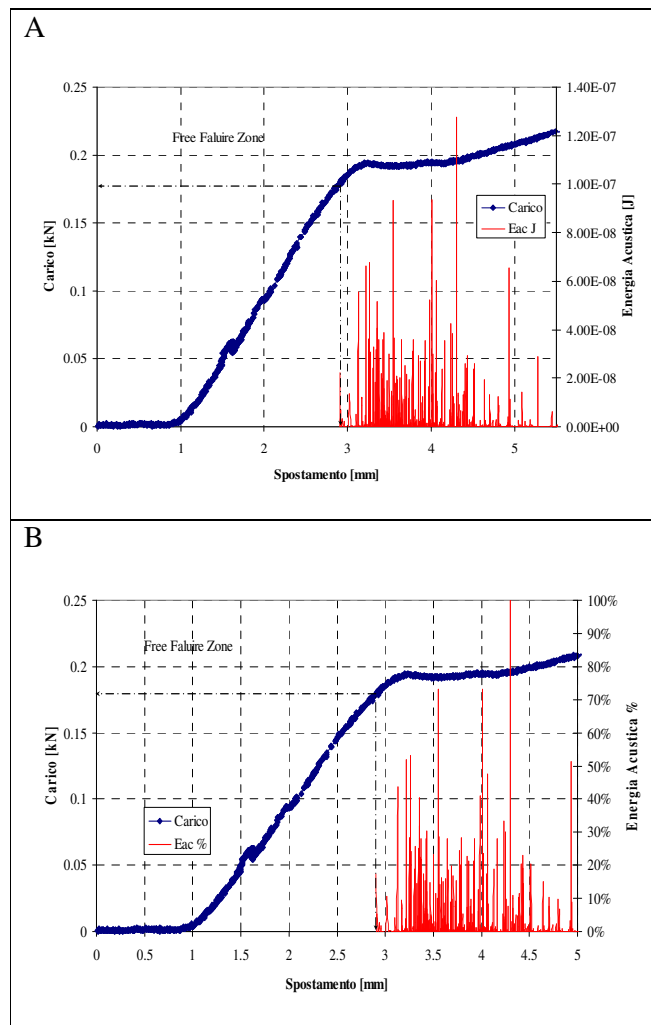 A
0.25
0.2
0.15
0.1
0.05
0
Carico [kN]
Free Faluire Zone
Carico
Eac J
1.40E-07
1.20E-07
1.00E-07
8.00E-08
6.00E-08
4.00E-08
2.00E-08
0.00E+00
Energia Acustica [J]
0 1 2 3 4 5
Spostamento [mm]
B
0.25
0.2
0.15
0.1
0.05
0
Carico [kN]
Free Faluire Zone
Carico
Eac %
100%
90%
80%
70%
60%
50%
40%
30%
20%
10%
0%
Energia Acustica %
0 0.5 1 1.5 2 2.5 3 3.5 4 4.5 5
Spostamento [mm]